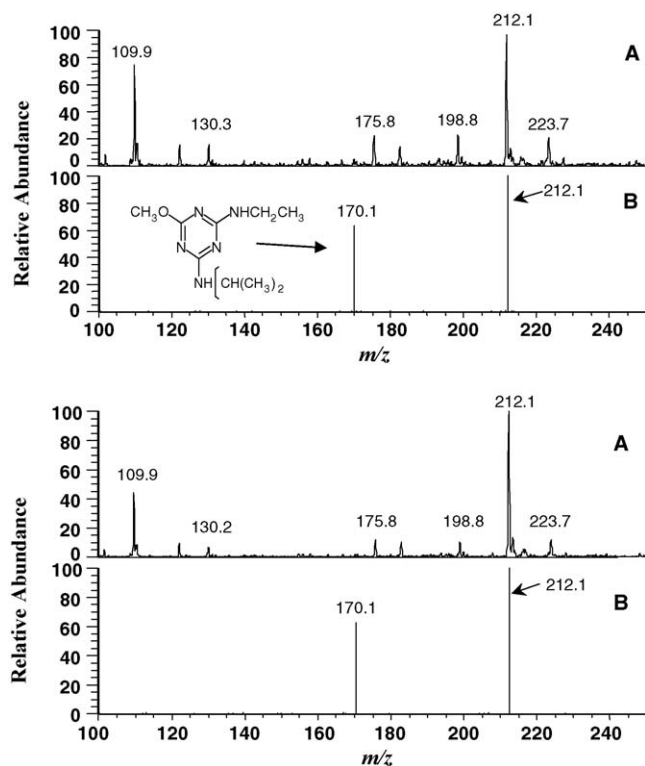 212.1
109.9
A
130.3
175.8
198.8
223.7
Relative Abundance
100
80
60
40
20
0
B
100
80
60
40
20
0
CH₃O
N
NHCH₂CH₃
N
N
NH
CH(CH₃)₂
170.1
212.1
100 120 140 160 180 200 220 240
m/z
212.1
A
109.9
130.2
175.8
198.8
223.7
Relative Abundance
100
80
60
40
20
0
B
100
80
60
40
20
0
170.1
212.1
100 120 140 160 180 200 220 240
m/z